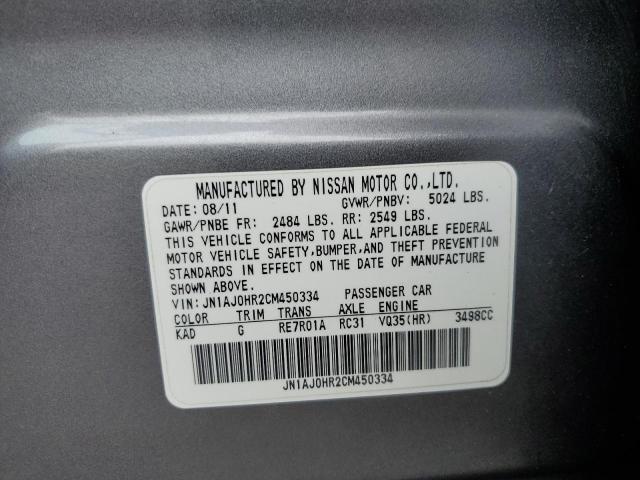 MANUFACTURED BY NISSAN MOTOR CO.,LTD.
DATE: 08/11 GVWR/PNBV: 5024 LBS.
GAWR/PNBE FR: 2484 LBS. RR: 2549 LBS.
THIS VEHICLE CONFORMS TO ALL APPLICABLE FEDERAL
MOTOR VEHICLE SAFETY,BUMPER,AND THEFT PREVENTION
STANDARDS IN EFFECT ON THE DATE OF MANUFACTURE
SHOWN ABOVE.
VIN: JN1AJ0HR2CM450334 PASSENGER CAR
COLOR TRIM TRANS AXLE ENGINE
KAD G RE7R01A RC31 VQ35(HR) 3498CC
JN1AJ0HR2CM450334